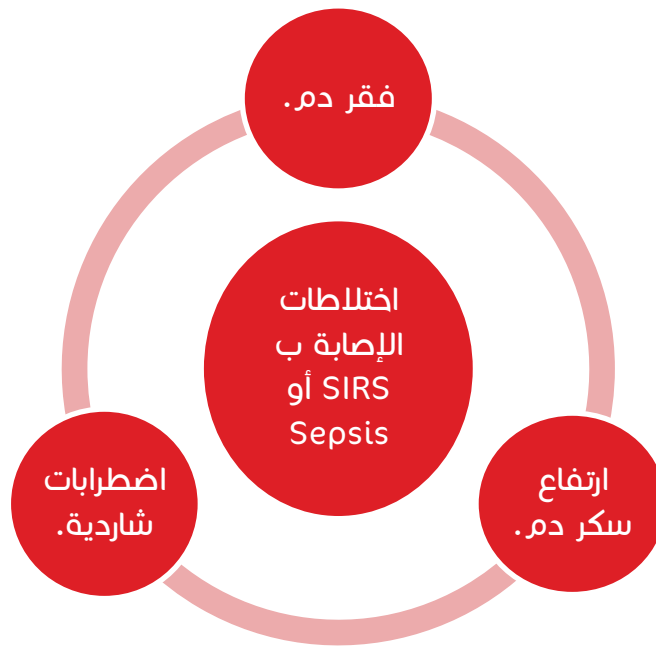 فقر دم.
اختلاطات
الإصابة ب
SIRS أو
Sepsis
ارتفاع
سكر دم.
اضطرابات
شاردية.